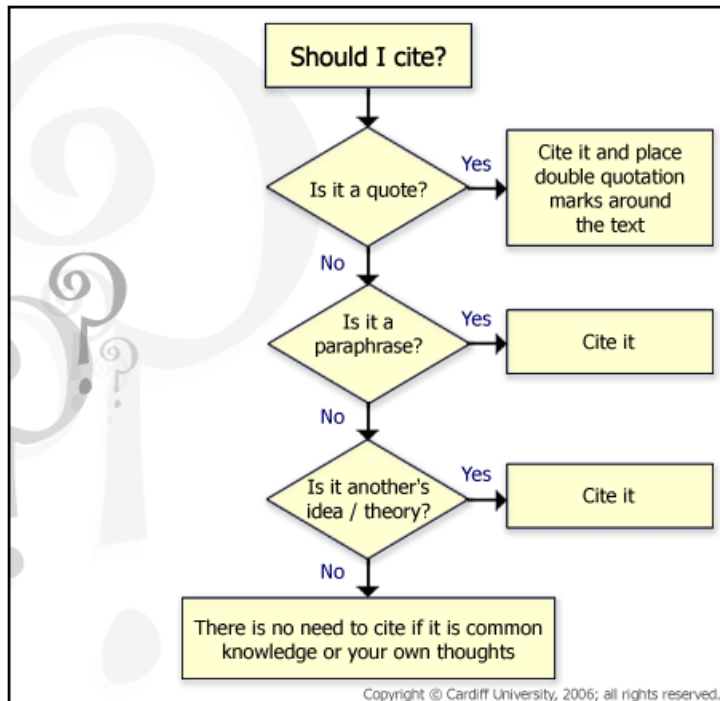 Should I cite?
Is it a quote?
Yes
Cite it and place
double quotation
marks around
the text
No
Is it a
paraphrase?
Yes
Cite it
No
Is it another's
idea / theory?
Yes
Cite it
No
There is no need to cite if it is common
knowledge or your own thoughts
Copyright © Cardiff University, 2006; all rights reserved.